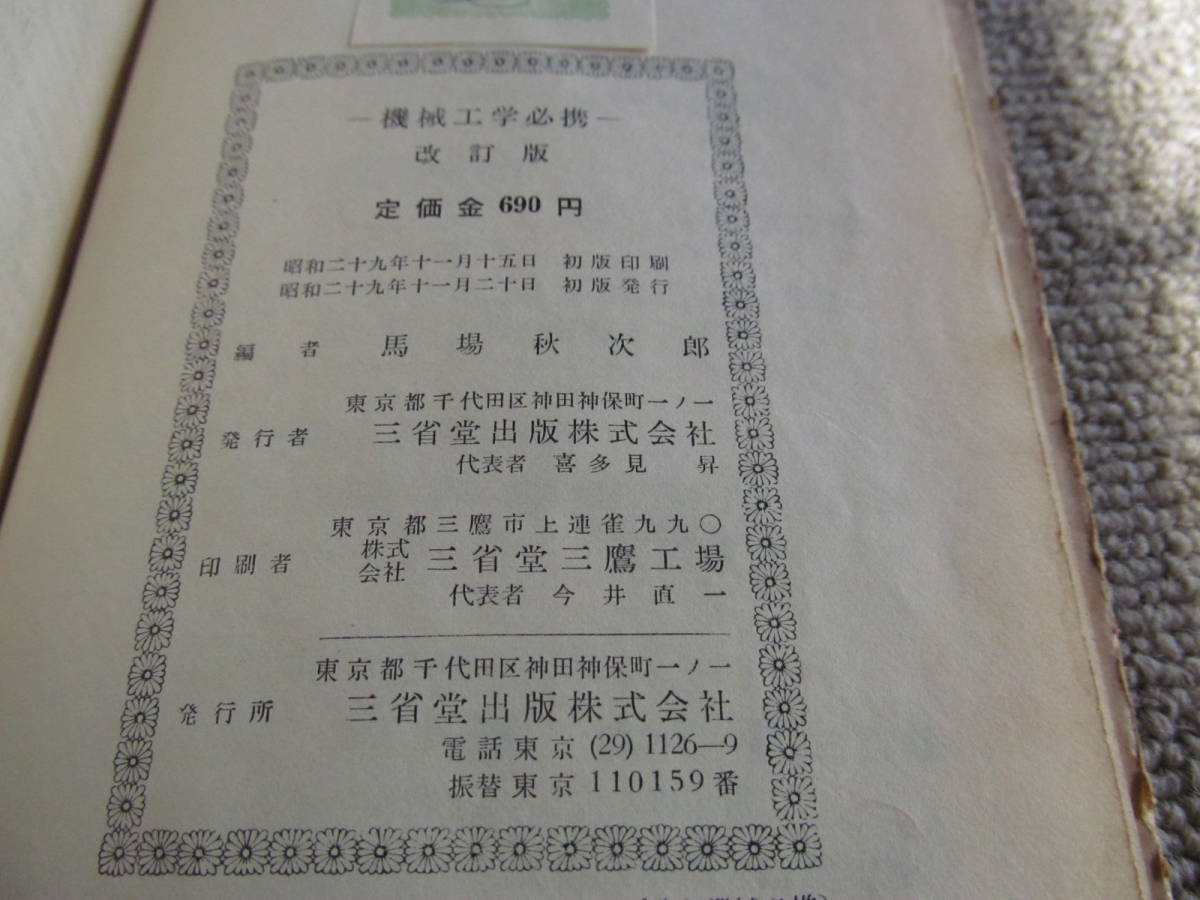 ―機械工学必携―
改訂版
定価金 690 円
昭和二十九年十一月十五日 初版印刷
昭和二十九年十一月二十日 初版発行
編者 馬場秋次郎
東京都千代田区神田神保町一ノ一
発行者 三省堂出版株式会社
代表者 喜多見 昇
東京都三鷹市上連雀九九〇
印刷者 株式会社 三省堂三鷹工場
代表者 今井直一
東京都千代田区神田神保町一ノ一
発行所 三省堂出版株式会社
電話東京 (29) 1126―9
振替東京 110159 番